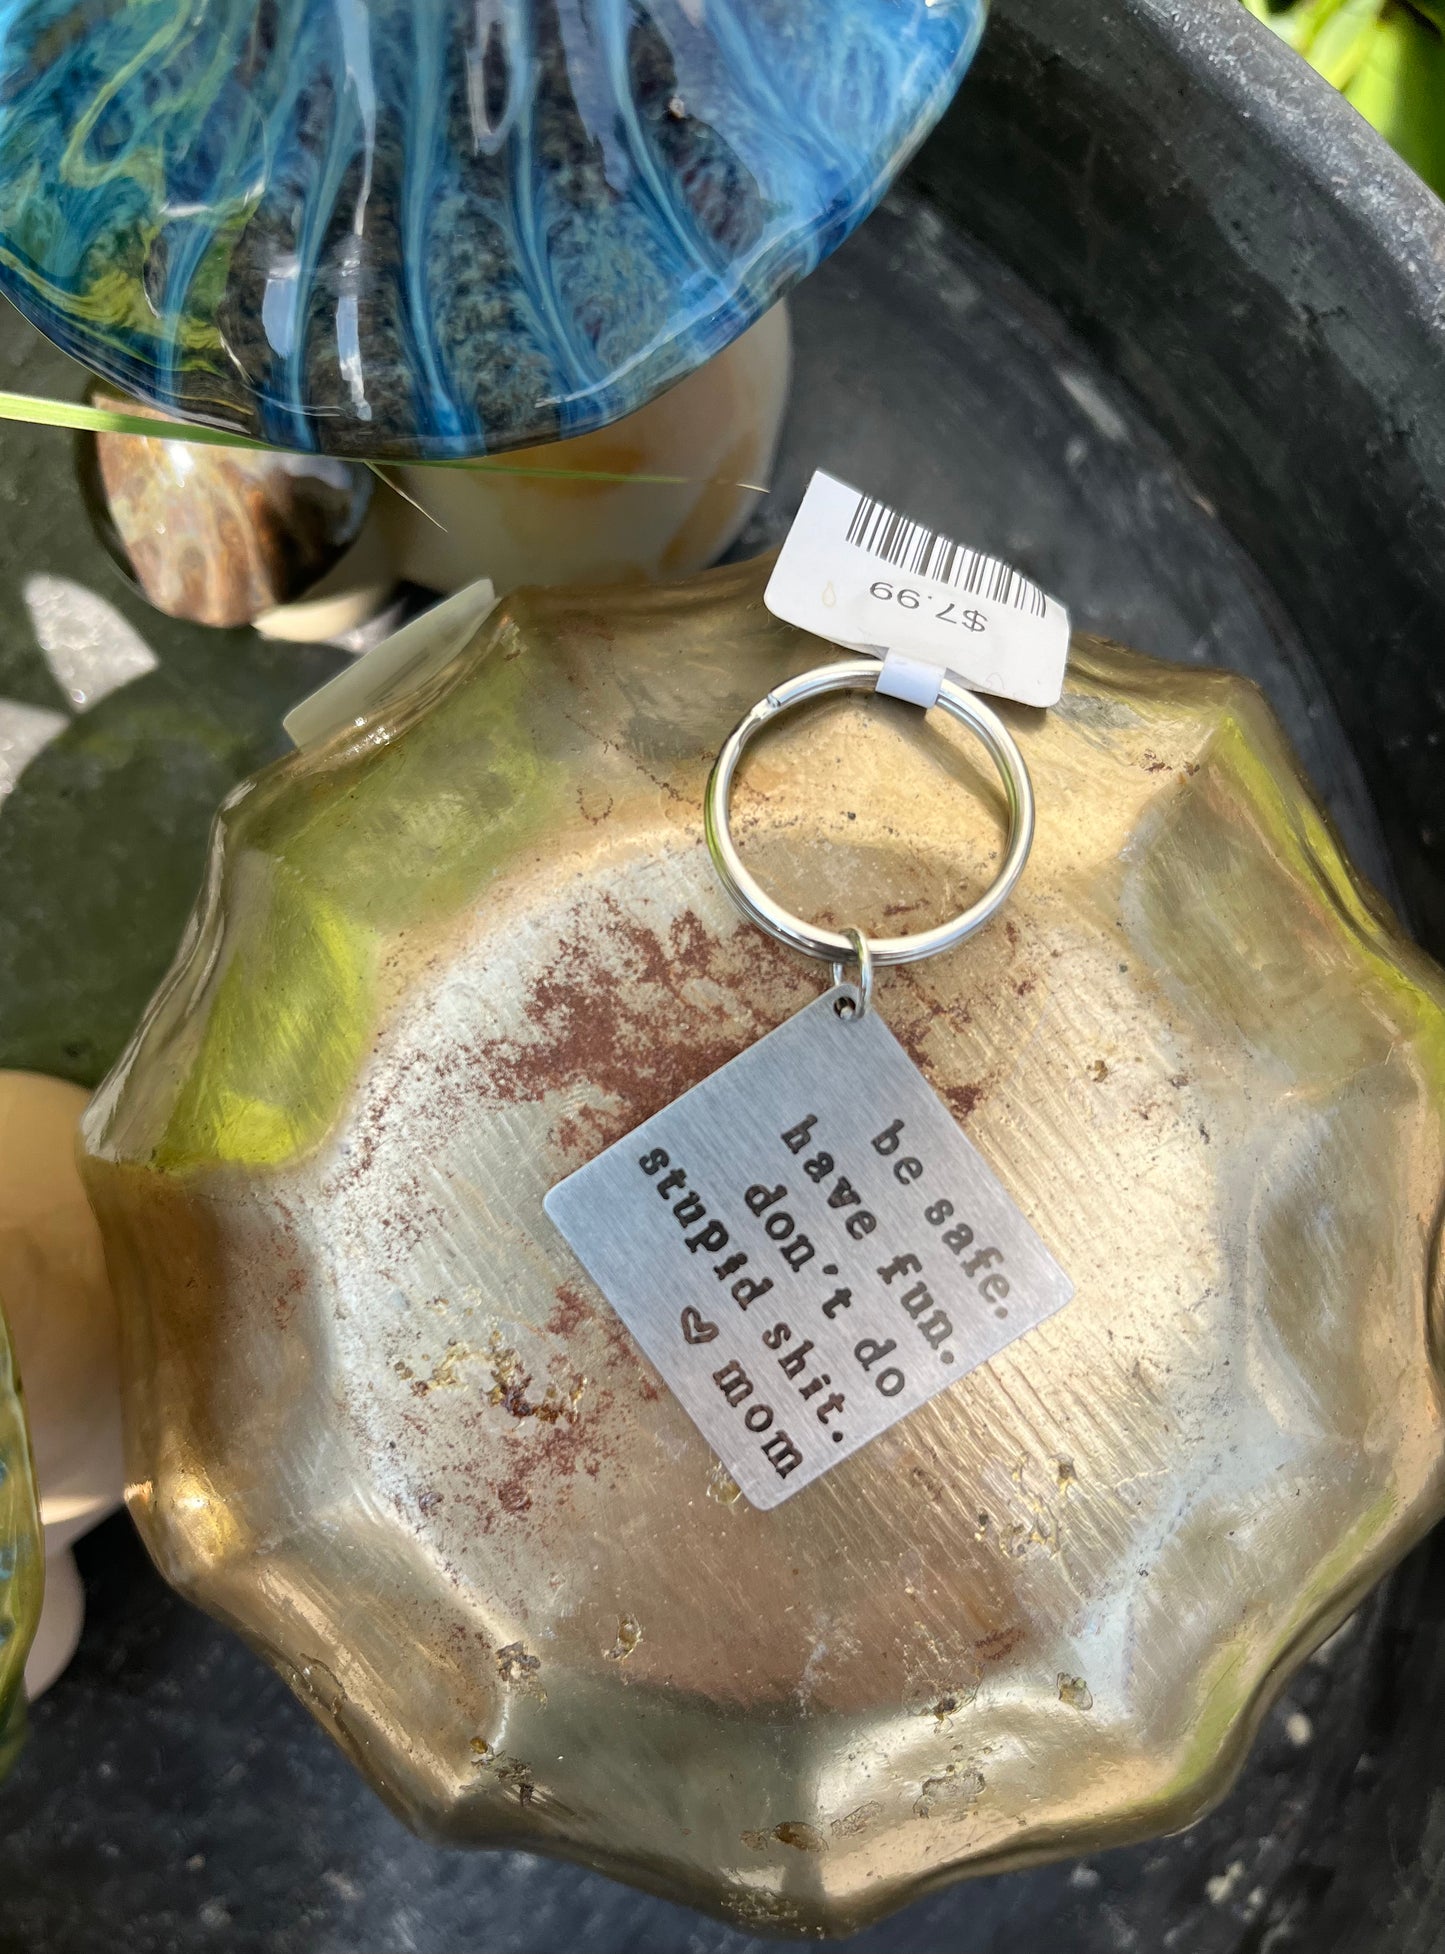 $7.99
be safe.
have fun.
don't do
stupid shit.
♡ mom